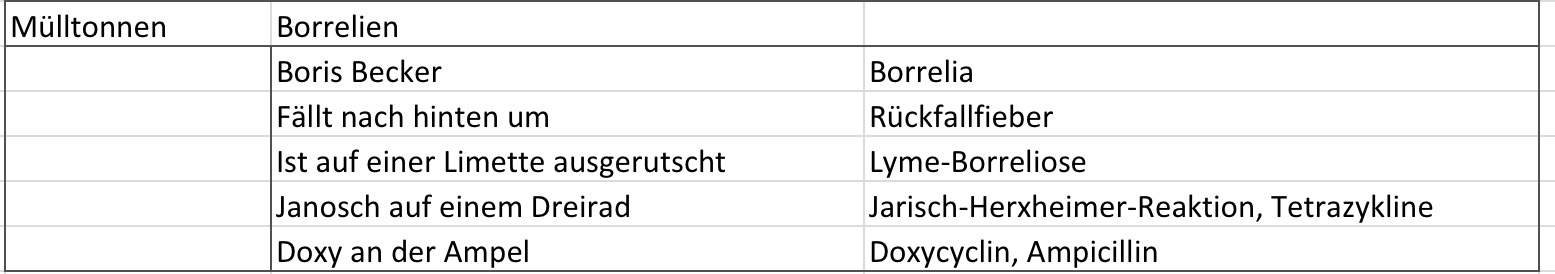 Mülltonnen Borrelien
Boris Becker Borrelia
Fällt nach hinten um Rückfallfieber
Ist auf einer Limette ausgerutscht Lyme-Borreliose
Janosch auf einem Dreirad Jarisch-Herxheimer-Reaktion, Tetrazykline
Doxy an der Ampel Doxycyclin, Ampicillin